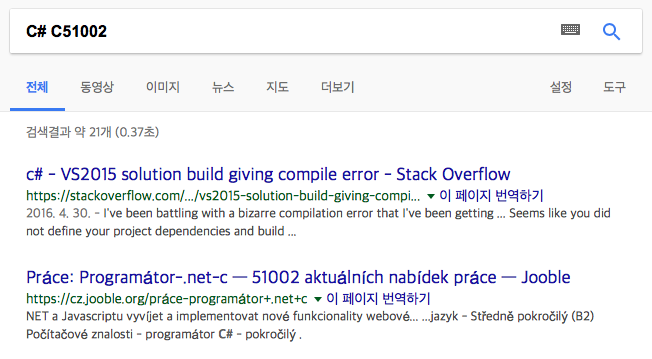 C# C51002
전체 동영상 이미지 뉴스 지도 더보기 설정 도구
검색결과 약 21개 (0.37초)
c# - VS2015 solution build giving compile error - Stack Overflow
https://stackoverflow.com/.../vs2015-solution-build-giving-compi... ▼ 이 페이지 번역하기
2016. 4. 30. - I've been battling with a bizarre compilation error that I've been getting ... Seems like you did
not define your project dependencies and build ...
Práce: Programátor-.net-c — 51002 aktuálních nabídek práce — Jooble
https://cz.jooble.org/práce-programátor+.net+c ▼ 이 페이지 번역하기
NET a Javascriptu vyvíjet a implementovat nové funkcionality webové... ...jazyk - Středně pokročilý (B2)
Počítačové znalosti - programátor C# - pokročilý .